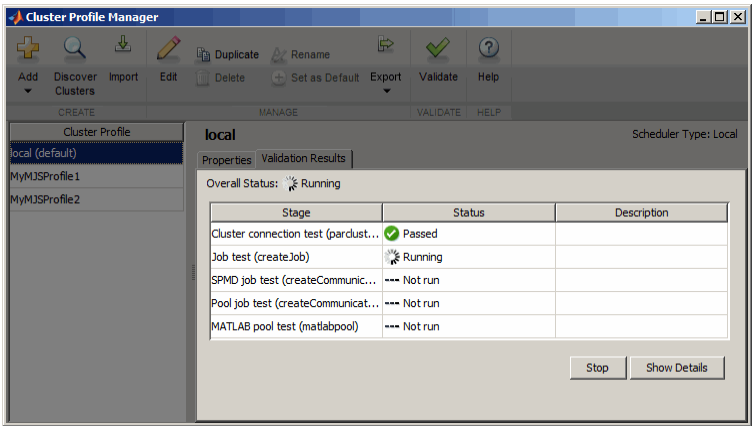 Cluster Profile Manager
Add Discover Clusters Import Edit Duplicate Rename Delete Set as Default Export Validate Help
CREATE MANAGE VALIDATE HELP
Cluster Profile
local (default)
MyMJSProfile1
MyMJSProfile2
local Scheduler Type: Local
Properties Validation Results
Overall Status: Running
Stage Status Description
Cluster connection test (parclust... Passed
Job test (createJob) Running
SPMD job test (createCommunic... --- Not run
Pool job test (createCommunicat... --- Not run
MATLAB pool test (matlabpool) --- Not run
Stop Show Details